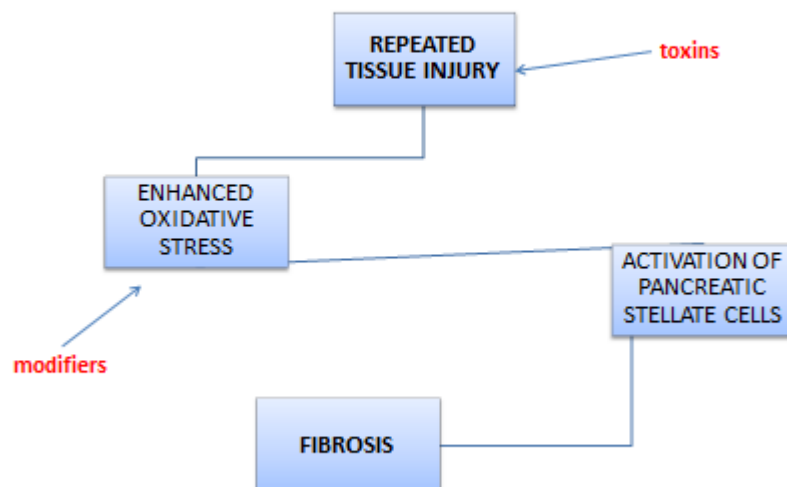 REPEATED
TISSUE INJURY
toxins
ENHANCED
OXIDATIVE
STRESS
ACTIVATION OF
PANCREATIC
STELLATE CELLS
modifiers
FIBROSIS